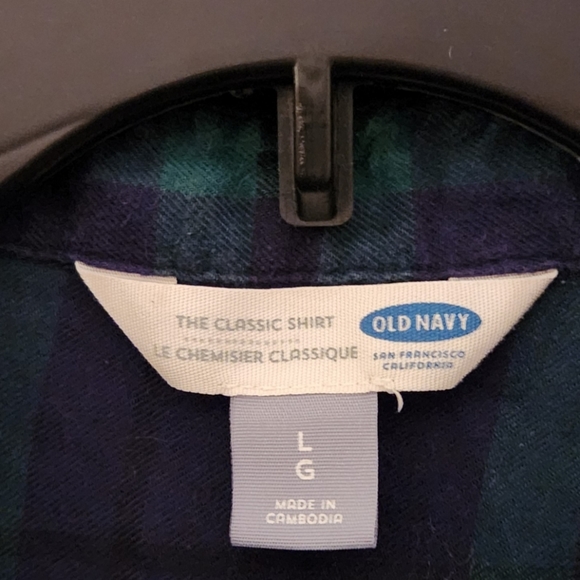 THE CLASSIC SHIRT
LE CHEMISIER CLASSIQUE
OLD NAVY
SAN FRANCISCO
CALIFORNIA
L
G
MADE IN
CAMBODIA